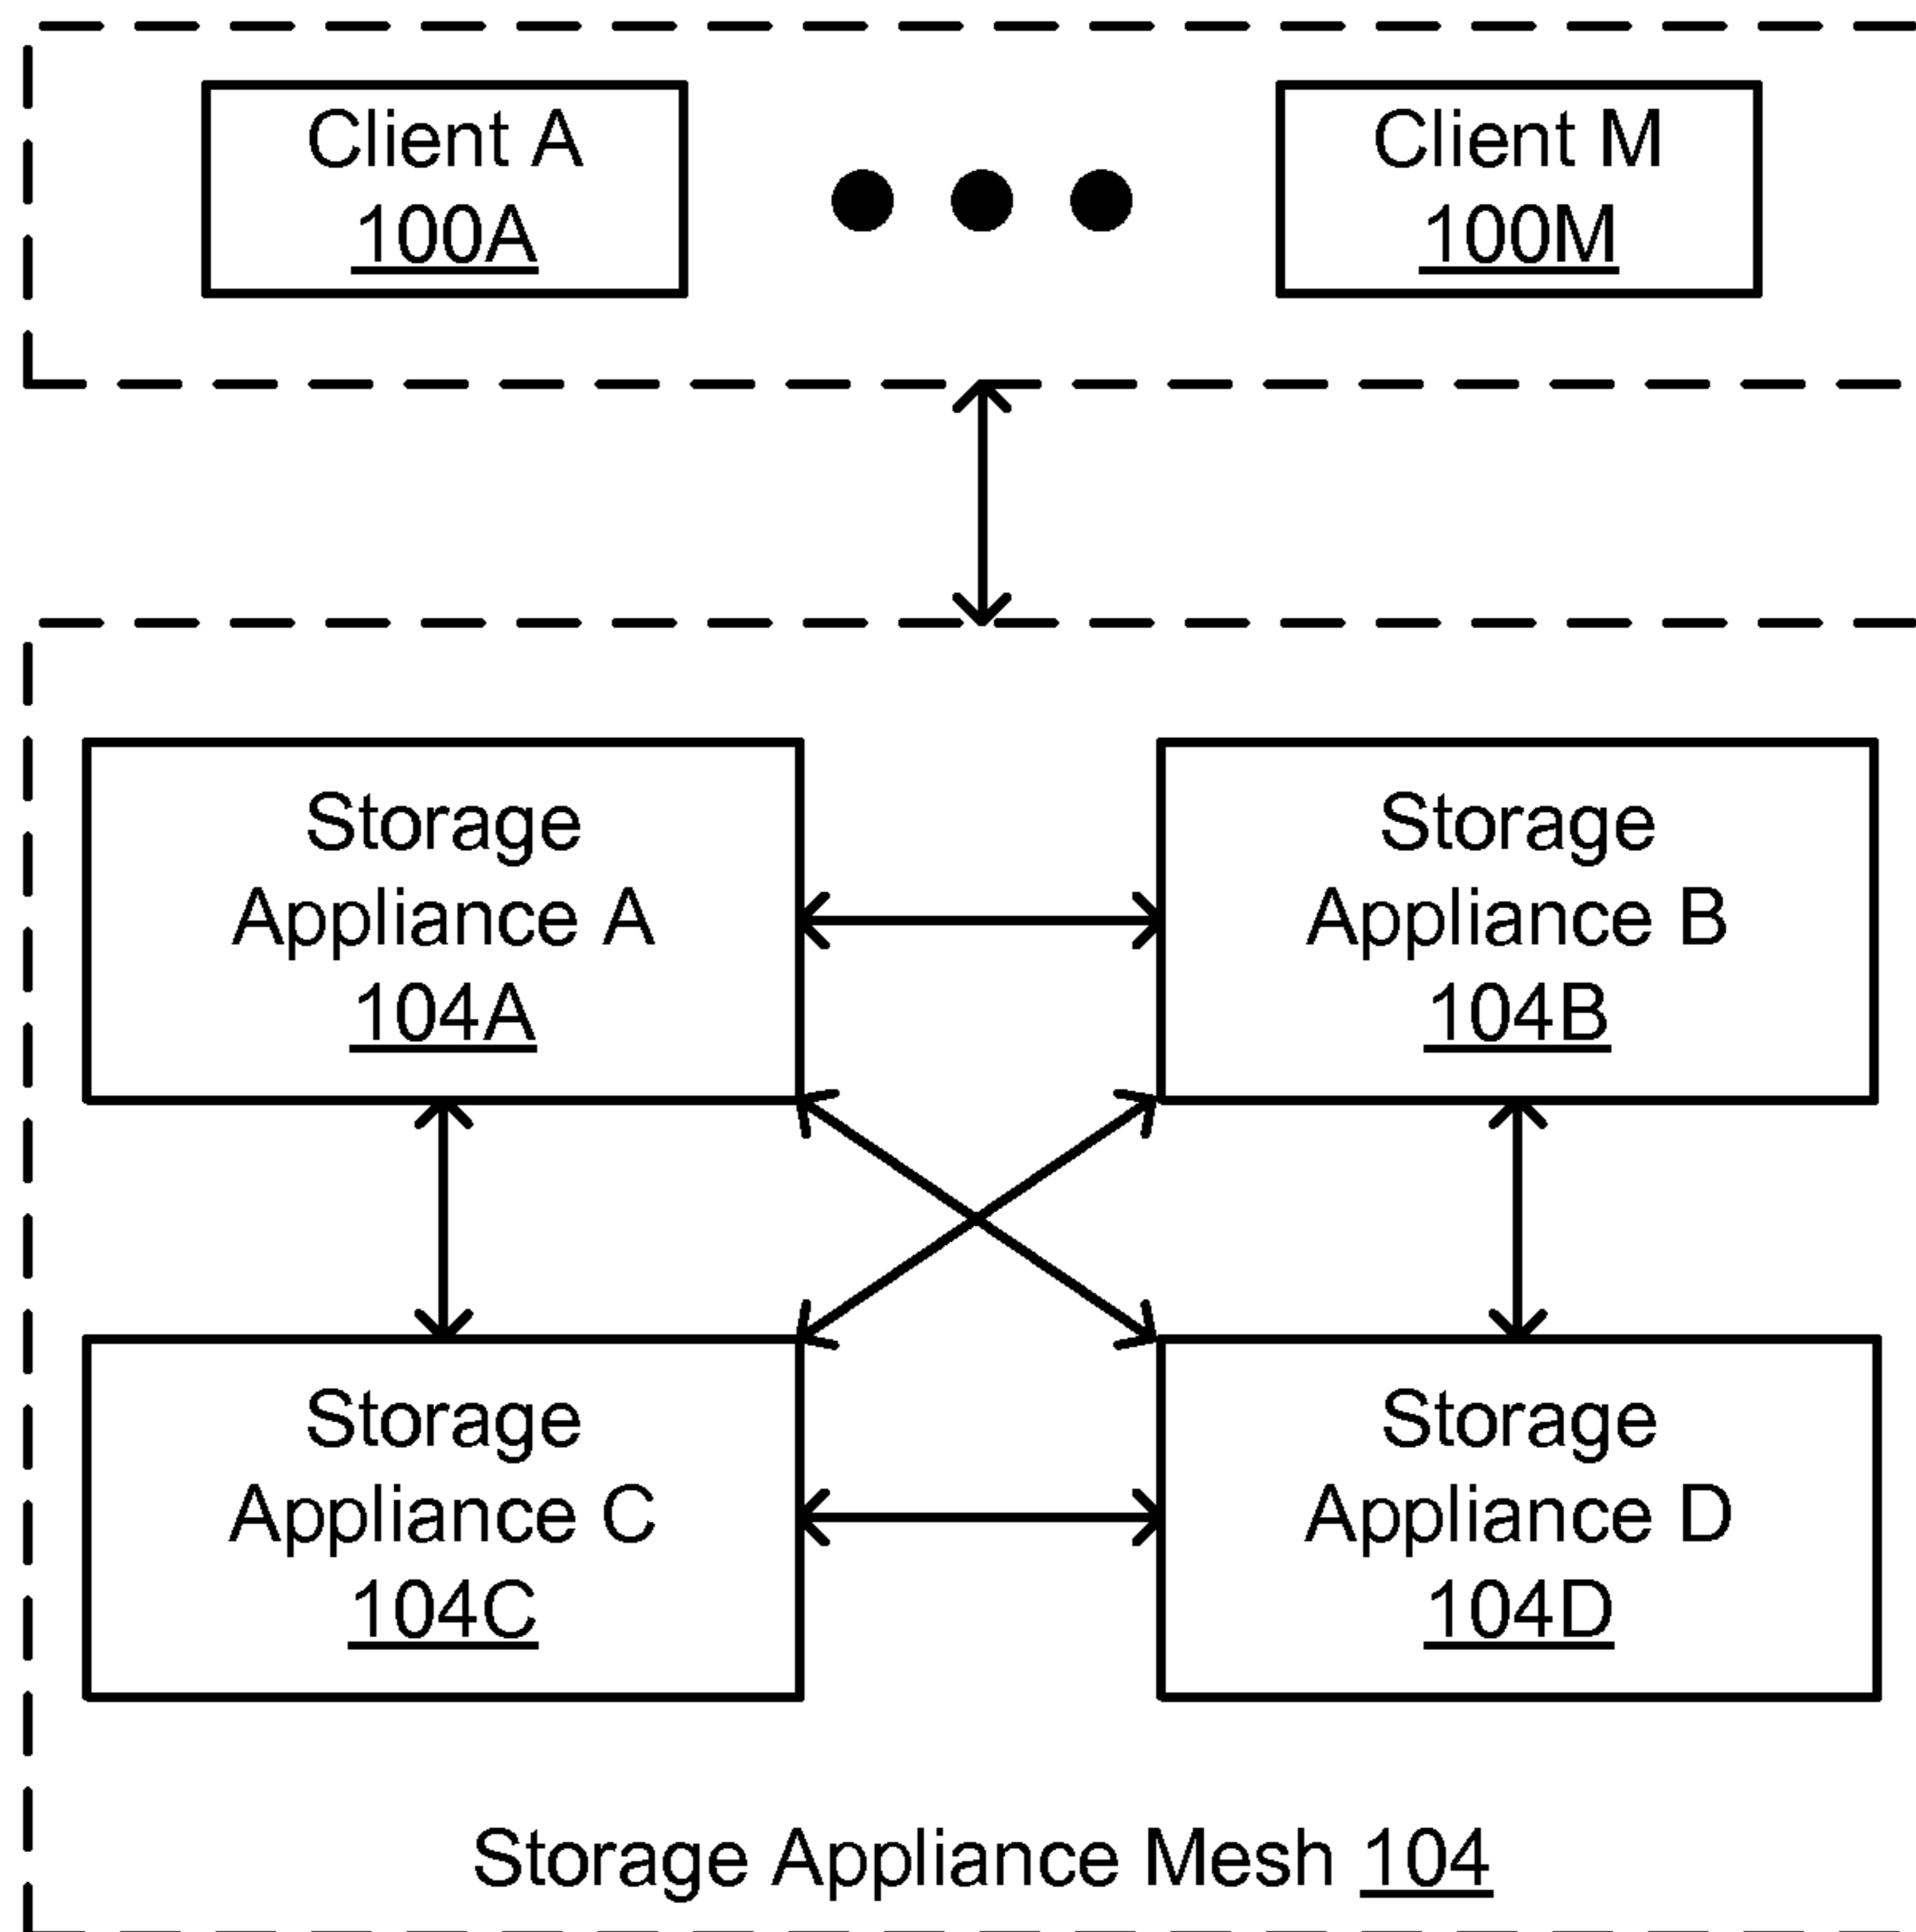 Client A
100A
Client M
100M
Storage
Appliance A
104A
Storage
Appliance B
104B
Storage
Appliance C
104C
Storage
Appliance D
104D
Storage Appliance Mesh 104